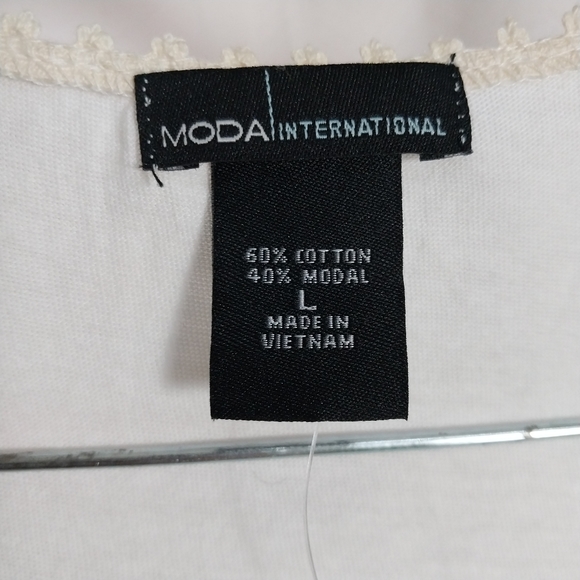 MODA INTERNATIONAL
60% COTTON
40% MODAL
L
MADE IN
VIETNAM